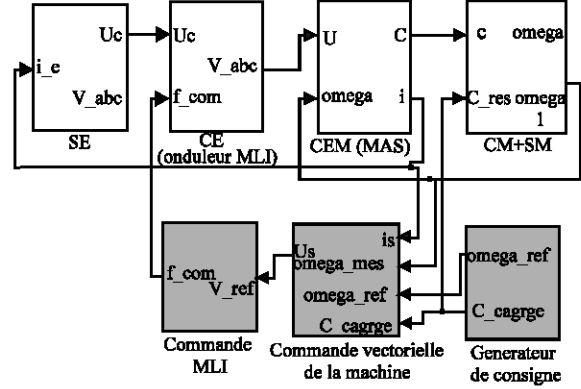 Uc
i_e
V_abc
SE
Uc
V_abc
f_com
CE
(onduleur MLI)
U
C
omega
i
CEM (MAS)
c
omega
C_res
omega
1
CM+SM
f_com
V_ref
Commande
MLI
is
Us
omega_mes
omega_ref
C_cagrge
Commande vectorielle
de la machine
omega_ref
C_cagrge
Generateur
de consigne